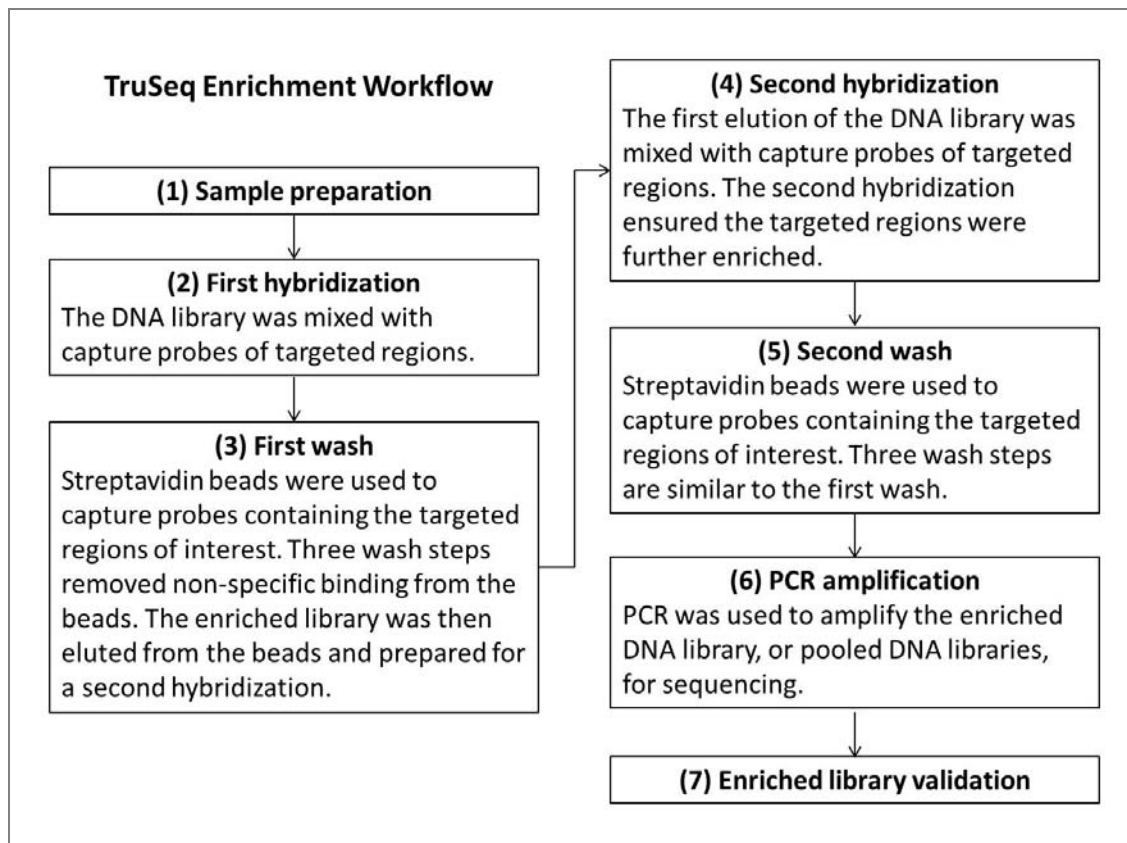 TruSeq Enrichment Workflow
(1) Sample preparation
(2) First hybridization
The DNA library was mixed with
capture probes of targeted regions.
(3) First wash
Streptavidin beads were used to
capture probes containing the targeted
regions of interest. Three wash steps
removed non-specific binding from the
beads. The enriched library was then
eluted from the beads and prepared for
a second hybridization.
(4) Second hybridization
The first elution of the DNA library was
mixed with capture probes of targeted
regions. The second hybridization
ensured the targeted regions were
further enriched.
(5) Second wash
Streptavidin beads were used to
capture probes containing the targeted
regions of interest. Three wash steps
are similar to the first wash.
(6) PCR amplification
PCR was used to amplify the enriched
DNA library, or pooled DNA libraries,
for sequencing.
(7) Enriched library validation